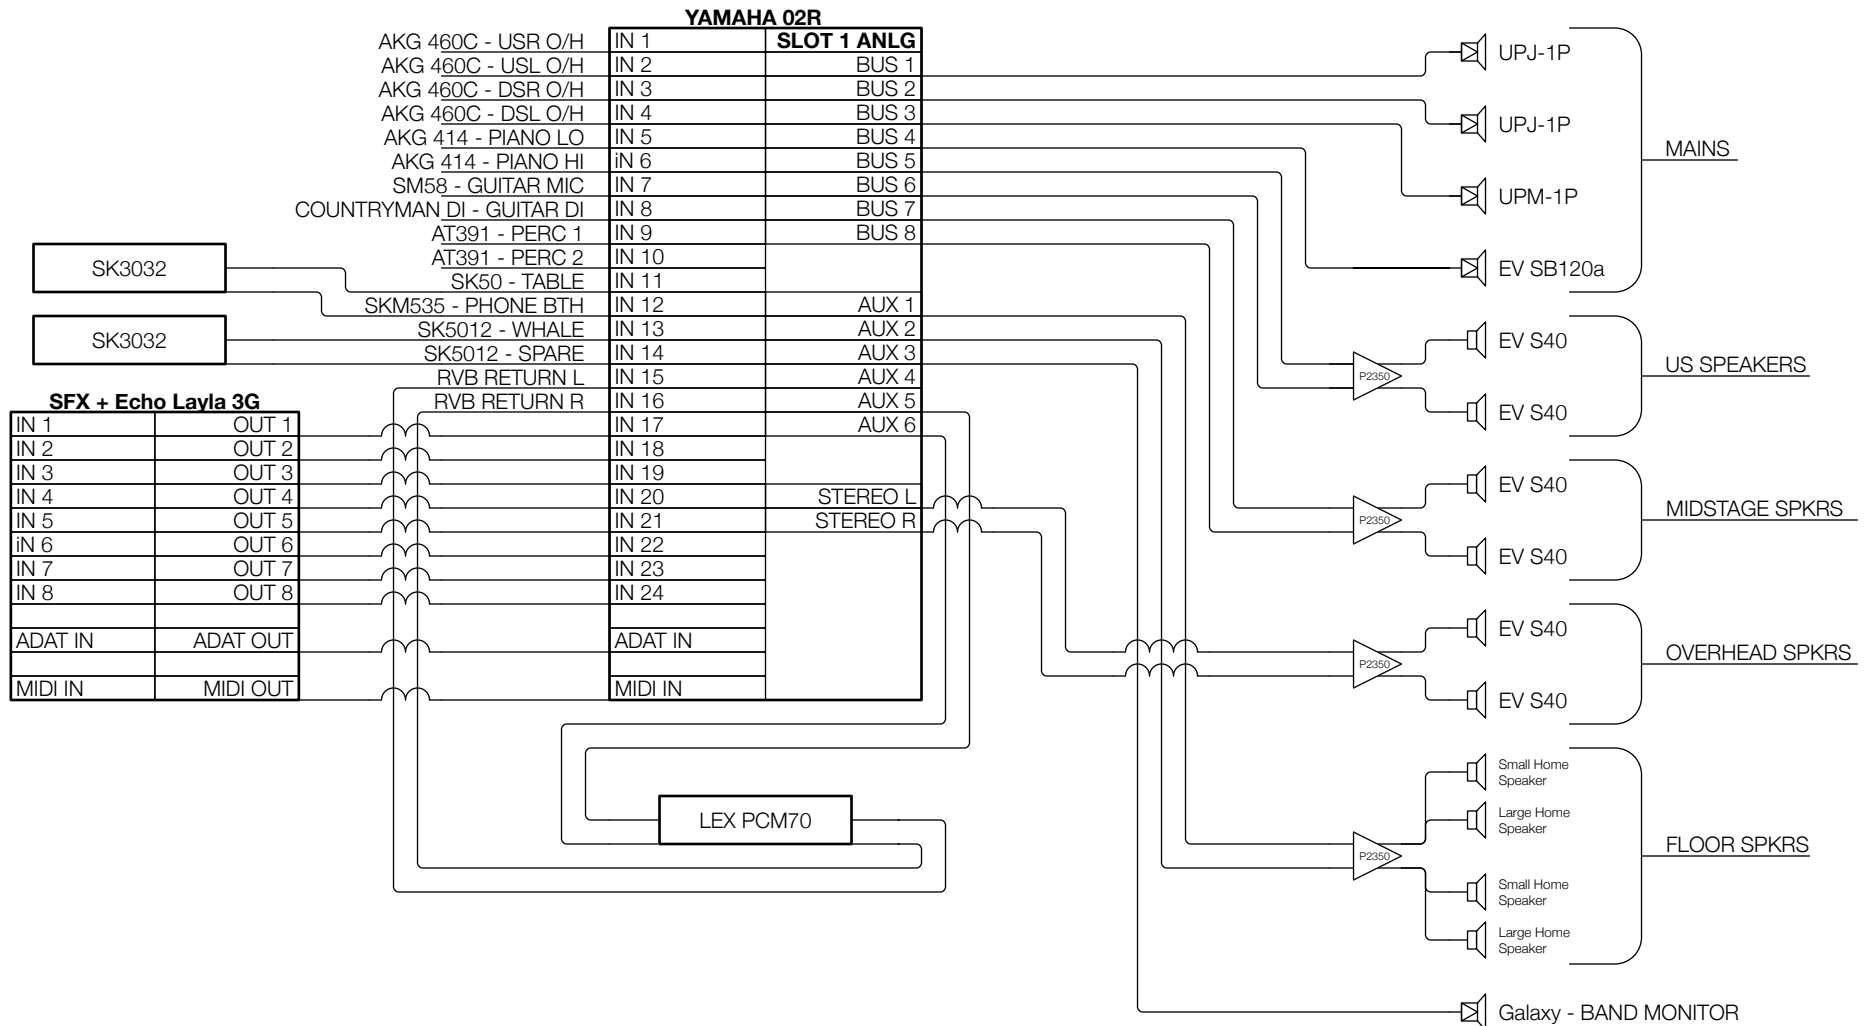 YAMAHA 02R
AKG 460C - USR O/H IN 1 SLOT 1 ANLG
AKG 460C - USL O/H IN 2 BUS 1
AKG 460C - DSR O/H IN 3 BUS 2
AKG 460C - DSL O/H IN 4 BUS 3
AKG 414 - PIANO LO IN 5 BUS 4
AKG 414 - PIANO HI iN 6 BUS 5
SM58 - GUITAR MIC IN 7 BUS 6
COUNTRYMAN DI - GUITAR DI IN 8 BUS 7
AT391 - PERC 1 IN 9 BUS 8
AT391 - PERC 2 IN 10
SK50 - TABLE IN 11
SKM535 - PHONE BTH IN 12 AUX 1
SK5012 - WHALE IN 13 AUX 2
SK5012 - SPARE IN 14 AUX 3
RVB RETURN L IN 15 AUX 4
RVB RETURN R IN 16 AUX 5
IN 17 AUX 6
IN 18
IN 19
IN 20 STEREO L
IN 21 STEREO R
IN 22
IN 23
IN 24
ADAT IN
MIDI IN
SK3032
SK3032
SFX + Echo Layla 3G
IN 1 OUT 1
IN 2 OUT 2
IN 3 OUT 3
IN 4 OUT 4
IN 5 OUT 5
iN 6 OUT 6
IN 7 OUT 7
IN 8 OUT 8
ADAT IN ADAT OUT
MIDI IN MIDI OUT
LEX PCM70
UPJ-1P
UPJ-1P
MAINS
UPM-1P
EV SB120a
EV S40
P2350
US SPEAKERS
EV S40
EV S40
P2350
MIDSTAGE SPKRS
EV S40
EV S40
P2350
OVERHEAD SPKRS
EV S40
Small Home
Speaker
Large Home
Speaker
P2350
FLOOR SPKRS
Small Home
Speaker
Large Home
Speaker
Galaxy - BAND MONITOR